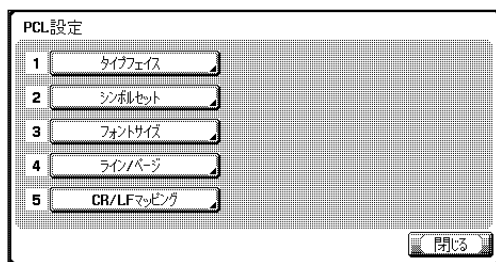 PCL設定
1 タイプフェイス
2 シンボルセット
3 フォントサイズ
4 ライン/ページ
5 CR/LFマッピング
閉じる